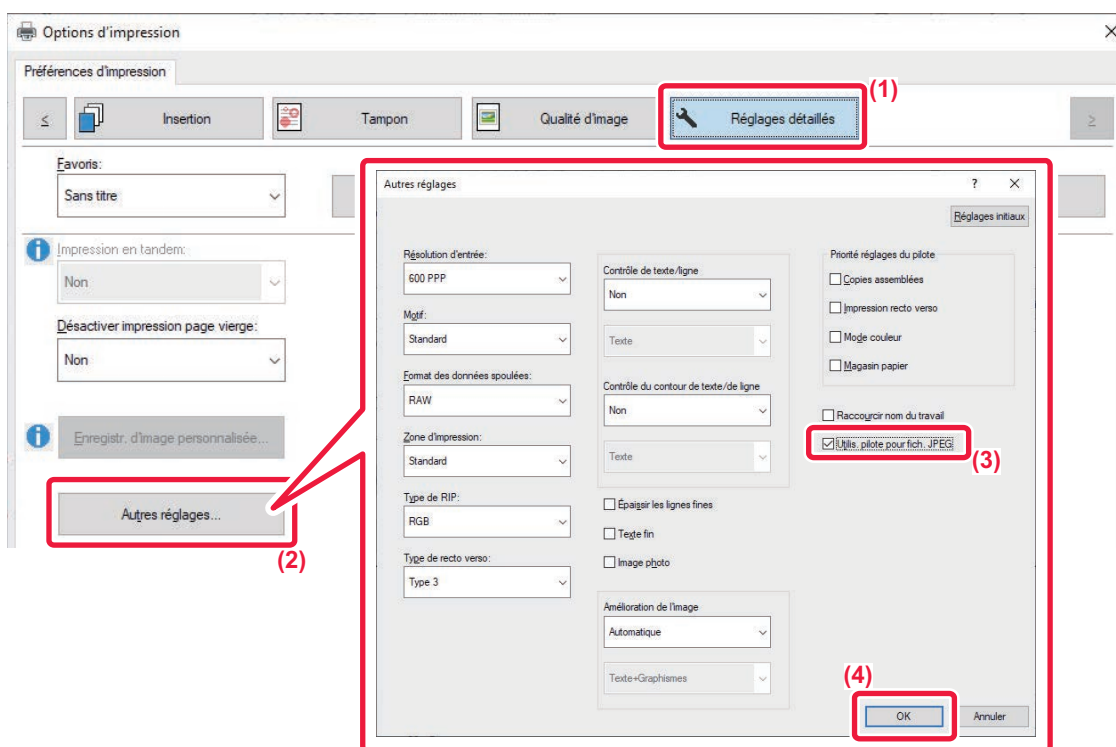 Options d'impression
Préférences d'impression
(1)
<
Insertion
Tampon
Qualité d'image
Réglages détaillés
>
Favoris:
Sans titre
Impression en tandem:
Non
Désactiver impression page vierge:
Non
Enregistr. d'image personnalisée...
Autres réglages...
(2)
Autres réglages
?
Réglages initiaux
Résolution d'entrée:
600 PPP
Motif:
Standard
Format des données spoulées:
RAW
Zone d'impression:
Standard
Type de RIP:
RGB
Type de recto verso:
Type 3
Contrôle de texte/ligne
Non
Texte
Contrôle du contour de texte/de ligne
Non
Texte
Épaissir les lignes fines
Texte fin
Image photo
Amélioration de l'image
Automatique
Texte+Graphismes
Priorité réglages du pilote
Copies assemblées
Impression recto verso
Mode couleur
Magasin papier
Raccourcir nom du travail
Utilis. pilote pour fich. JPEG
(3)
(4)
OK
Annuler